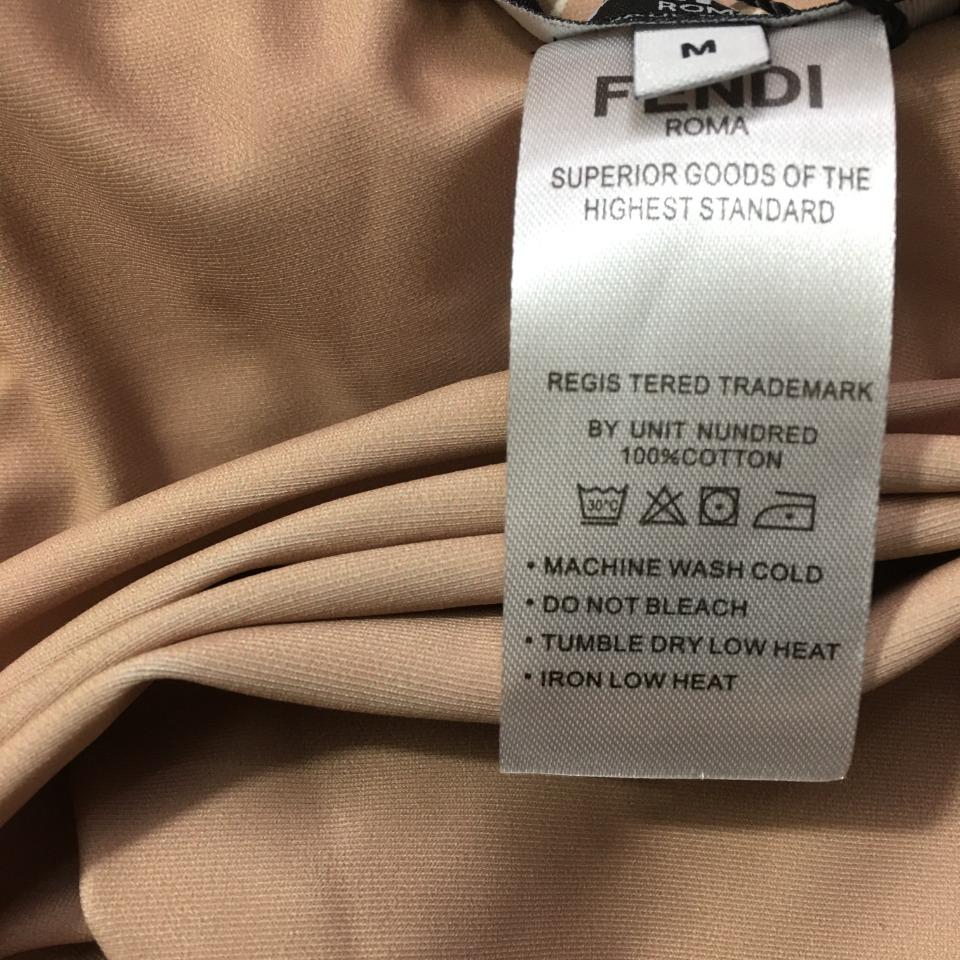 ROMA
M
FENDI
ROMA
SUPERIOR GOODS OF THE
HIGHEST STANDARD
REGIS TERED TRADEMARK
BY UNIT NUNDRED
100%COTTON
30°C
• MACHINE WASH COLD
• DO NOT BLEACH
• TUMBLE DRY LOW HEAT
• IRON LOW HEAT